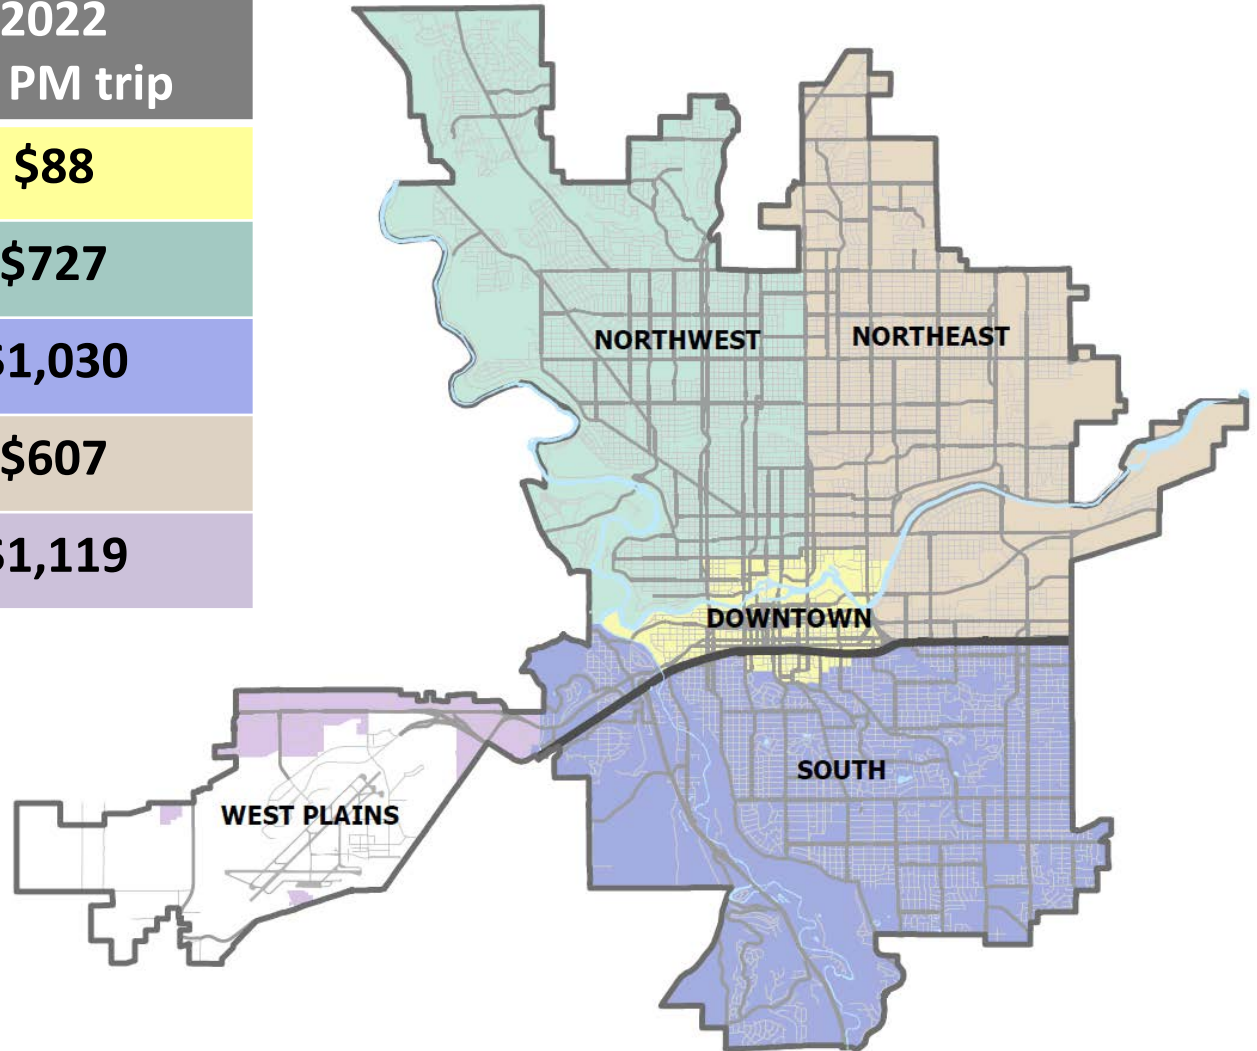 2022
PM trip
$88
$727
$1,030
$607
$1,119
NORTHWEST
NORTHEAST
DOWNTOWN
SOUTH
WEST PLAINS